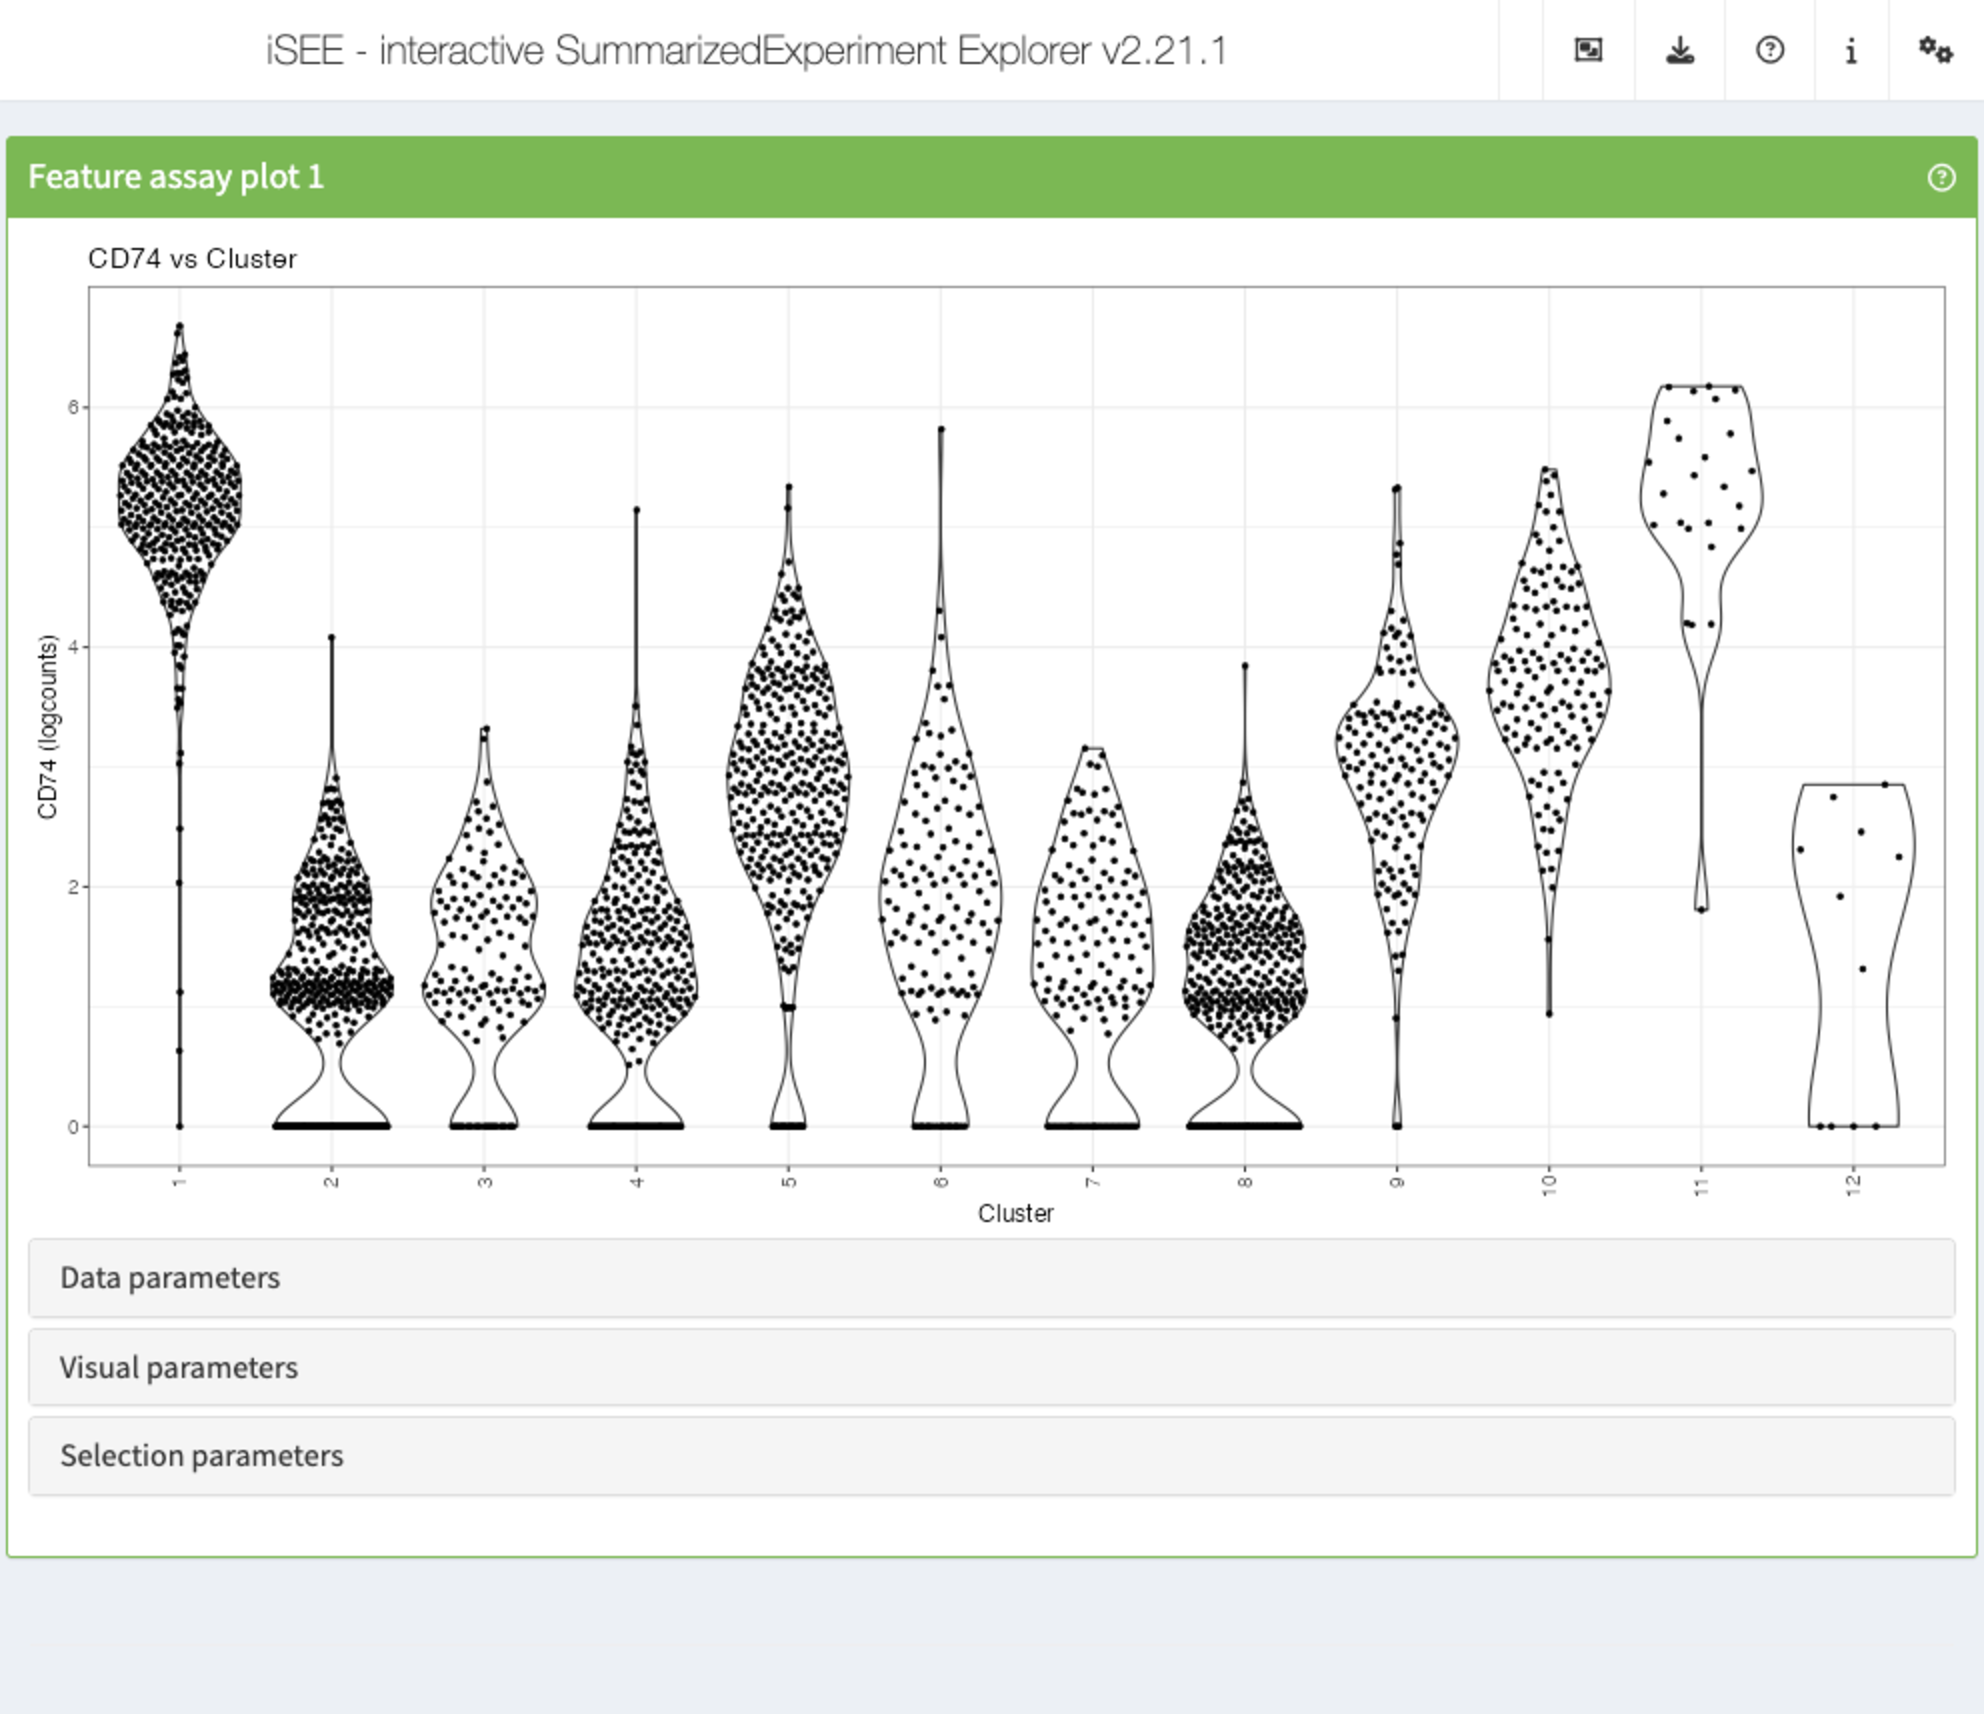 iSEE - interactive SummarizedExperiment Explorer v2.21.1
Feature assay plot 1
CD74 vs Cluster
6
4
2
0
CD74 (logcounts)
1 2 3 4 5 6 7 8 9 10 11 12
Cluster
Data parameters
Visual parameters
Selection parameters